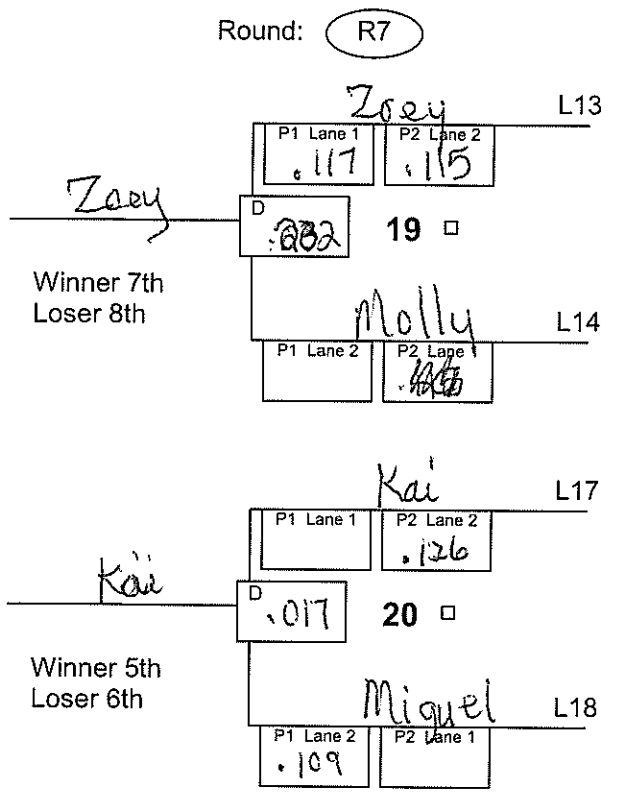 Round: R7
Zoey L13
P1 Lane 1 P2 Lane 2
.117 .115
Zoey
D
.232
19
Winner 7th
Loser 8th
Molly L14
P1 Lane 2 P2 Lane 1
Kai L17
P1 Lane 1 P2 Lane 2
.126
Kai
D
.017
20
Winner 5th
Loser 6th
Miguel L18
P1 Lane 2 P2 Lane 1
.109